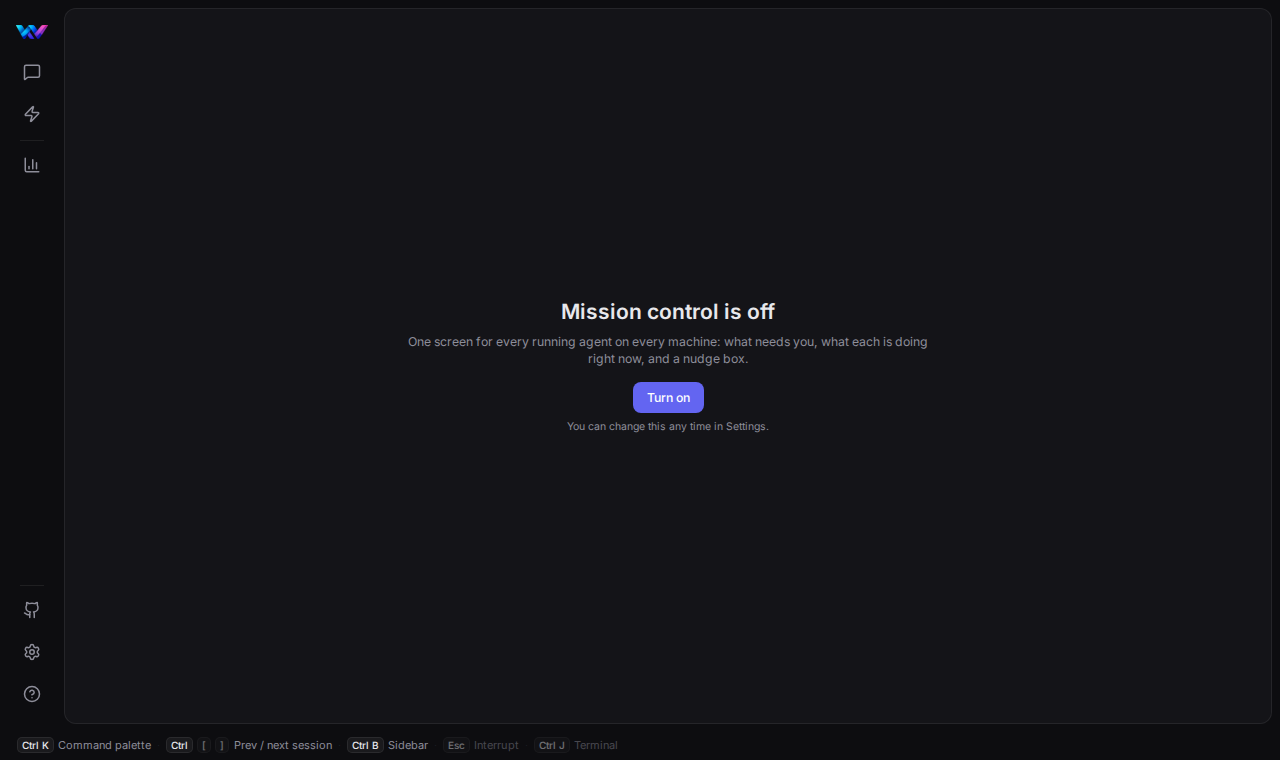 Mission control is off
One screen for every running agent on every machine: what needs you, what each is doing
right now, and a nudge box.
Turn on
You can change this any time in Settings.
Ctrl K Command palette Ctrl [ ] Prev / next session Ctrl B Sidebar Esc Interrupt Ctrl J Terminal